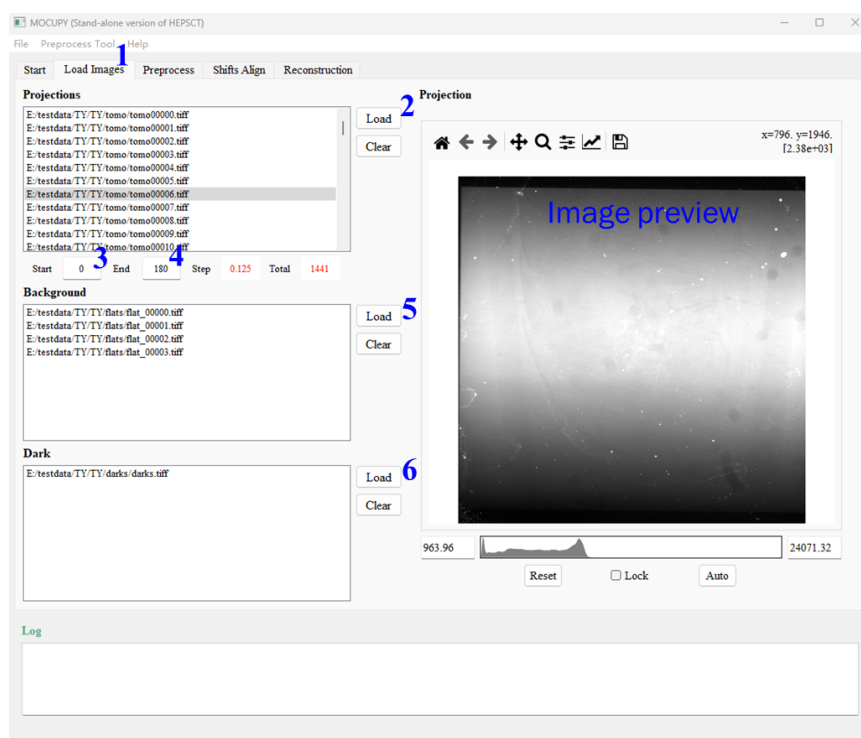 MOCUPY (Stand-alone version of HEPSCT)
File Preprocess Tool Help
1
Start Load Images Preprocess Shifts Align Reconstruction
Projections
E:/testdata/TY/TY/tomo/tomo00000.tiff
E:/testdata/TY/TY/tomo/tomo00001.tiff
E:/testdata/TY/TY/tomo/tomo00002.tiff
E:/testdata/TY/TY/tomo/tomo00003.tiff
E:/testdata/TY/TY/tomo/tomo00004.tiff
E:/testdata/TY/TY/tomo/tomo00005.tiff
E:/testdata/TY/TY/tomo/tomo00006.tiff
E:/testdata/TY/TY/tomo/tomo00007.tiff
E:/testdata/TY/TY/tomo/tomo00008.tiff
E:/testdata/TY/TY/tomo/tomo00009.tiff
E:/testdata/TY/TY/tomo/tomo00010.tiff
Load 2
Clear
Start 0 3 End 180 4 Step 0.125 Total 1441
Background
E:/testdata/TY/TY/flats/flat_00000.tiff
E:/testdata/TY/TY/flats/flat_00001.tiff
E:/testdata/TY/TY/flats/flat_00002.tiff
E:/testdata/TY/TY/flats/flat_00003.tiff
Load 5
Clear
Dark
E:/testdata/TY/TY/darks/darks.tiff
Load 6
Clear
Projection
x=796. y=1946.
[2.38e+03]
Image preview
963.96 24071.32
Reset Lock Auto
Log